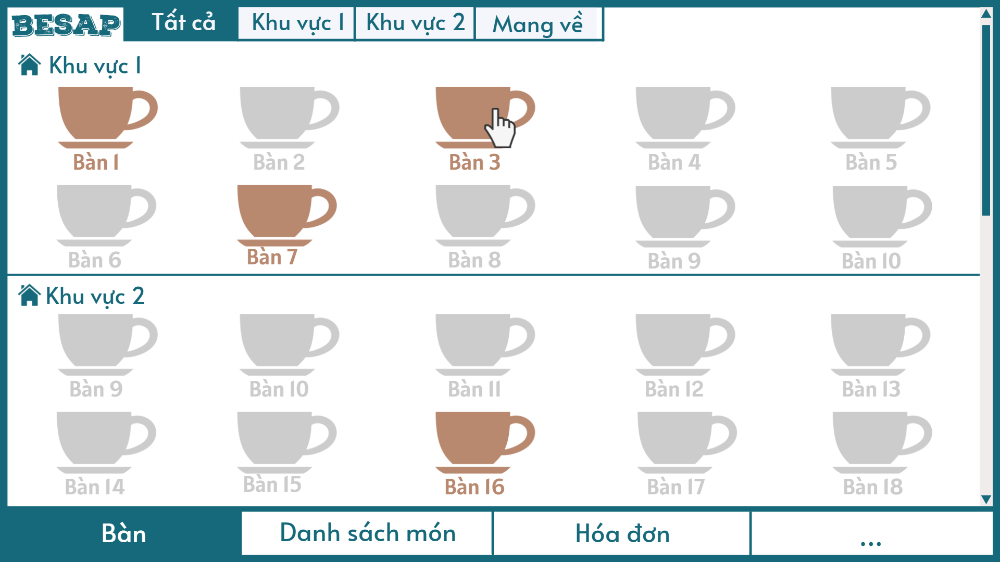 BESAP
Tất cả
Khu vực 1
Khu vực 2
Mang về
Khu vực 1
Bàn 1
Bàn 2
Bàn 3
Bàn 4
Bàn 5
Bàn 6
Bàn 7
Bàn 8
Bàn 9
Bàn 10
Khu vực 2
Bàn 9
Bàn 10
Bàn 11
Bàn 12
Bàn 13
Bàn 14
Bàn 15
Bàn 16
Bàn 17
Bàn 18
Bàn
Danh sách món
Hóa đơn
...